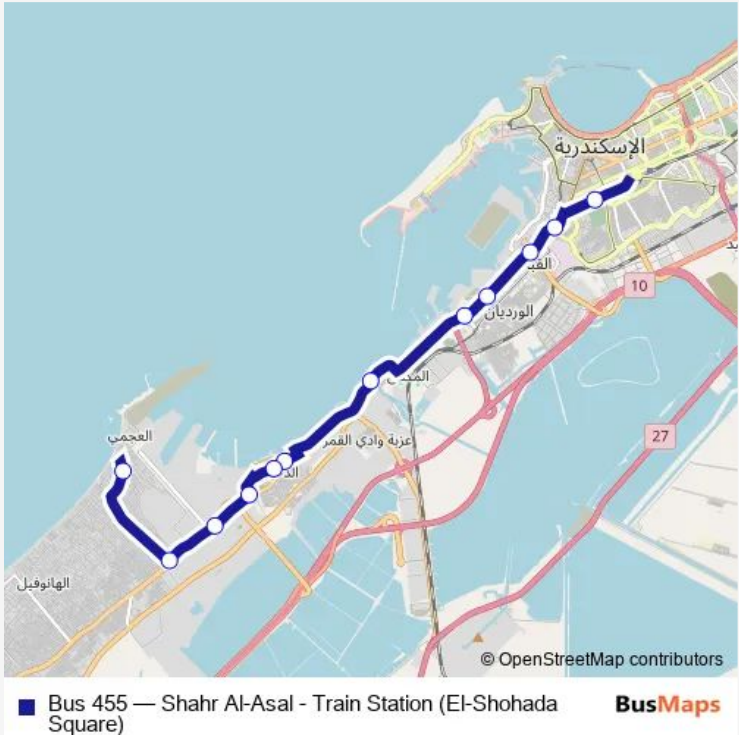 الإسكندرية
10
الورديان
27
عزبة وادي القمر
العجمي
الهانوفيل
© OpenStreetMap contributors
Bus 455 — Shahr Al-Asal - Train Station (El-Shohada
Square)
BusMaps